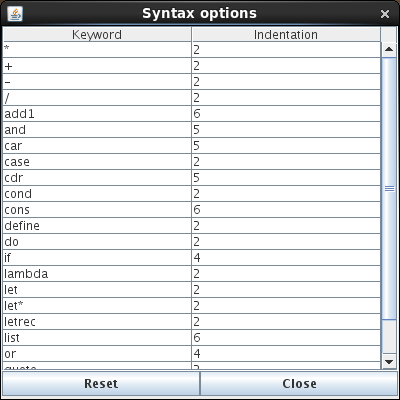 Syntax options
Keyword Indentation
* 2
+ 2
- 2
/ 2
add1 6
and 5
car 5
case 2
cdr 5
cond 2
cons 6
define 2
do 2
if 4
lambda 2
let 2
let* 2
letrec 2
list 6
or 4
Reset Close